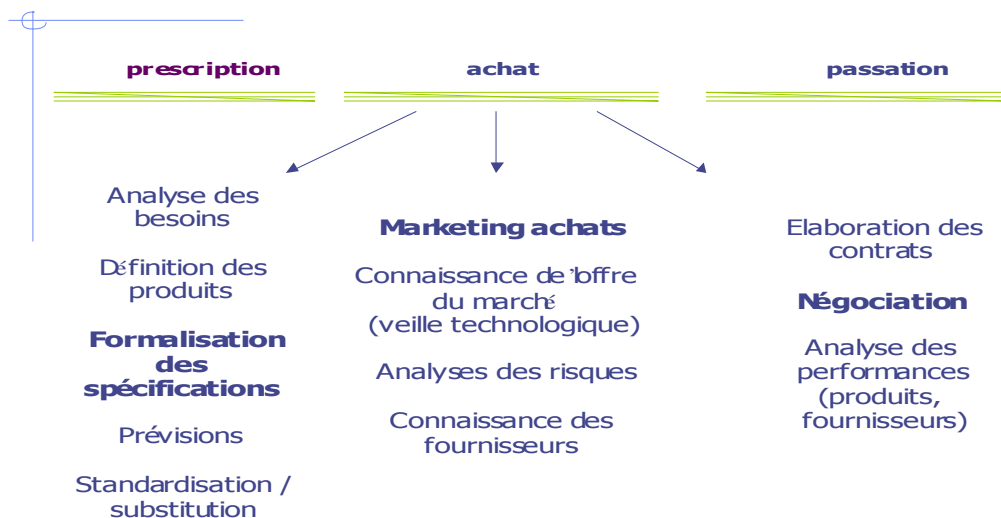 prescription
achat
passation
Analyse des
besoins
Définition des
produits
Formalisation
des
spécifications
Prévisions
Standardisation /
substitution
Marketing achats
Connaissance de ’loffre
du marché
(veille technologique)
Analyses des risques
Connaissance des
fournisseurs
Elaboration des
contrats
Négociation
Analyse des
performances
(produits,
fournisseurs)